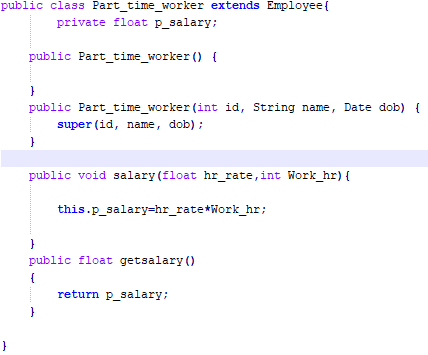 public class Part_time_worker extends Employee{
private float p_salary;
public Part_time_worker() {
}
public Part_time_worker(int id, String name, Date dob) {
super(id, name, dob);
}
public void salary(float hr_rate,int Work_hr){
this.p_salary=hr_rate*Work_hr;
}
public float getsalary()
{
return p_salary;
}
}